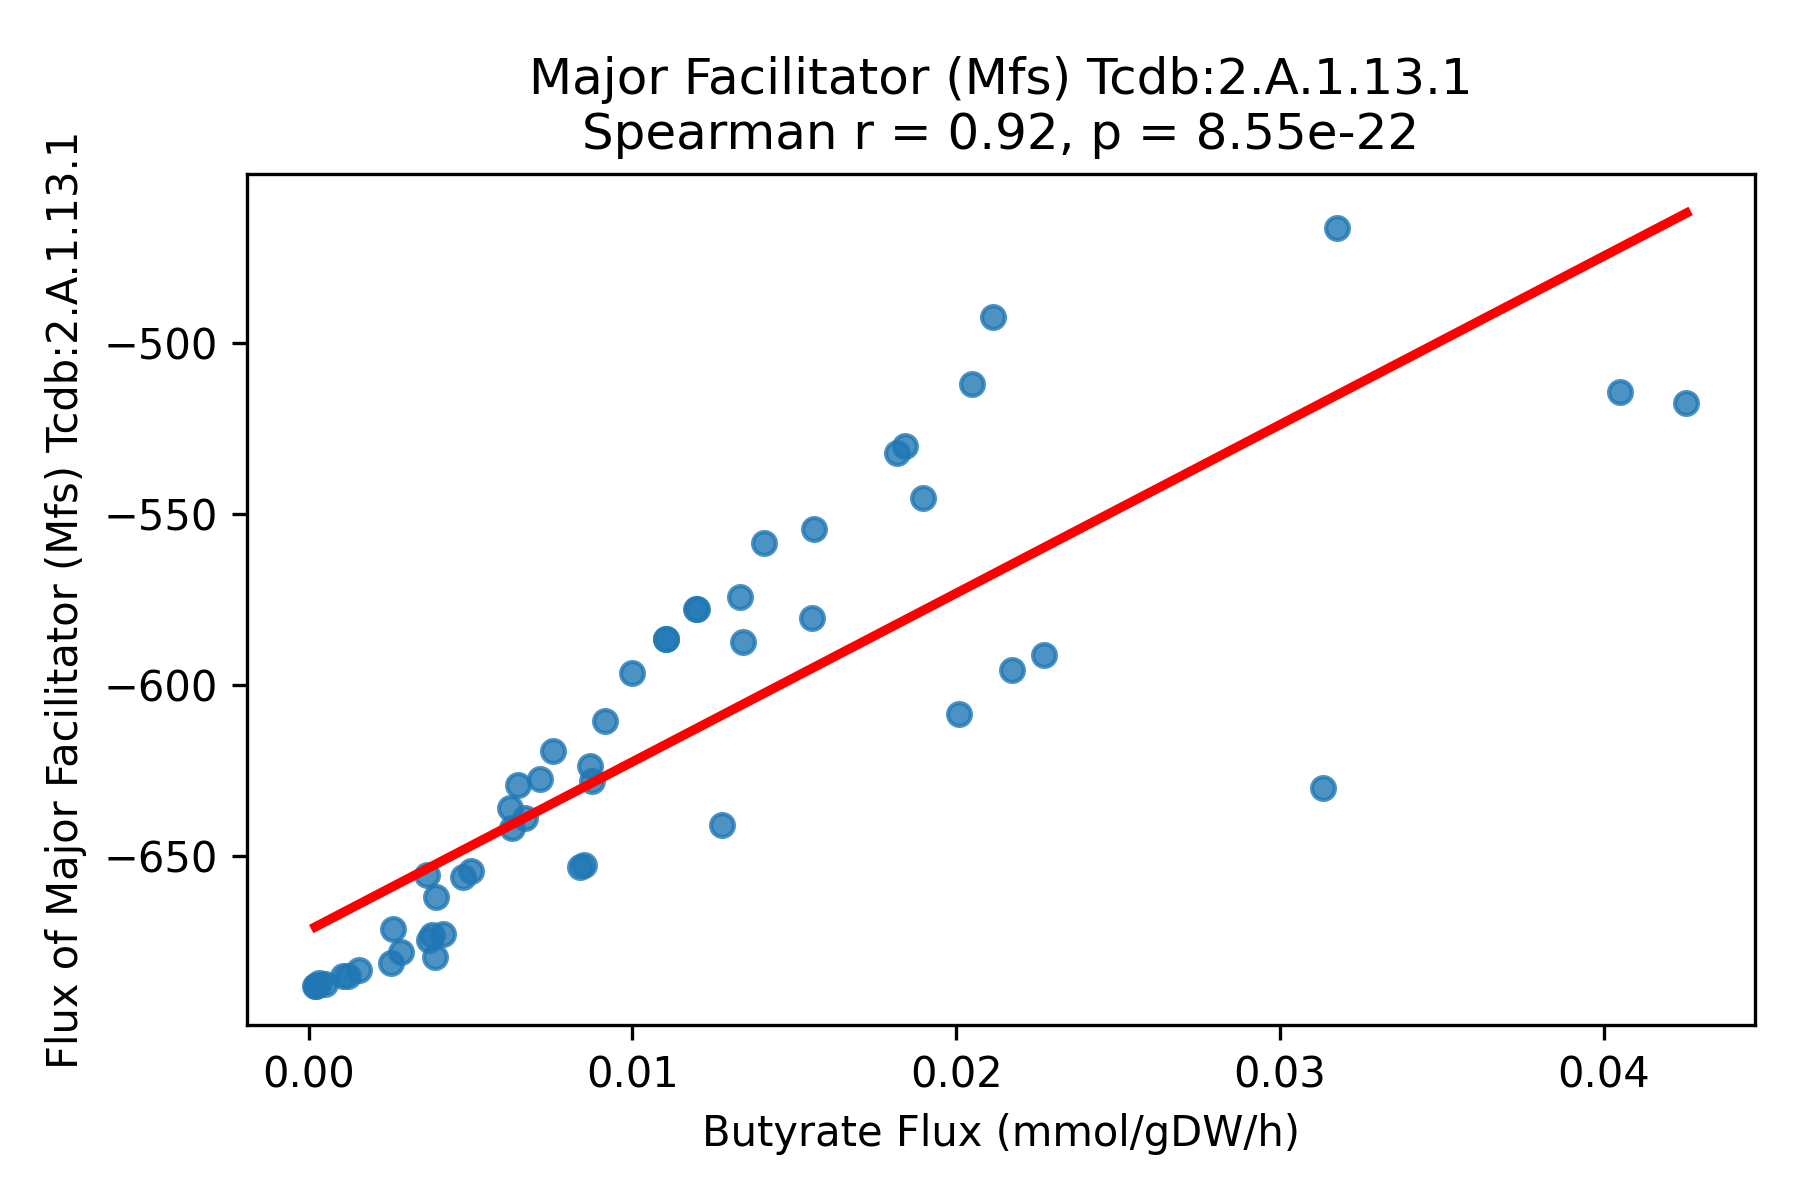 Major Facilitator (Mfs) Tcdb:2.A.1.13.1
Spearman r = 0.92, p = 8.55e-22
Flux of Major Facilitator (Mfs) Tcdb:2.A.1.13.1
−500
−550
−600
−650
0.00
0.01
0.02
0.03
0.04
Butyrate Flux (mmol/gDW/h)